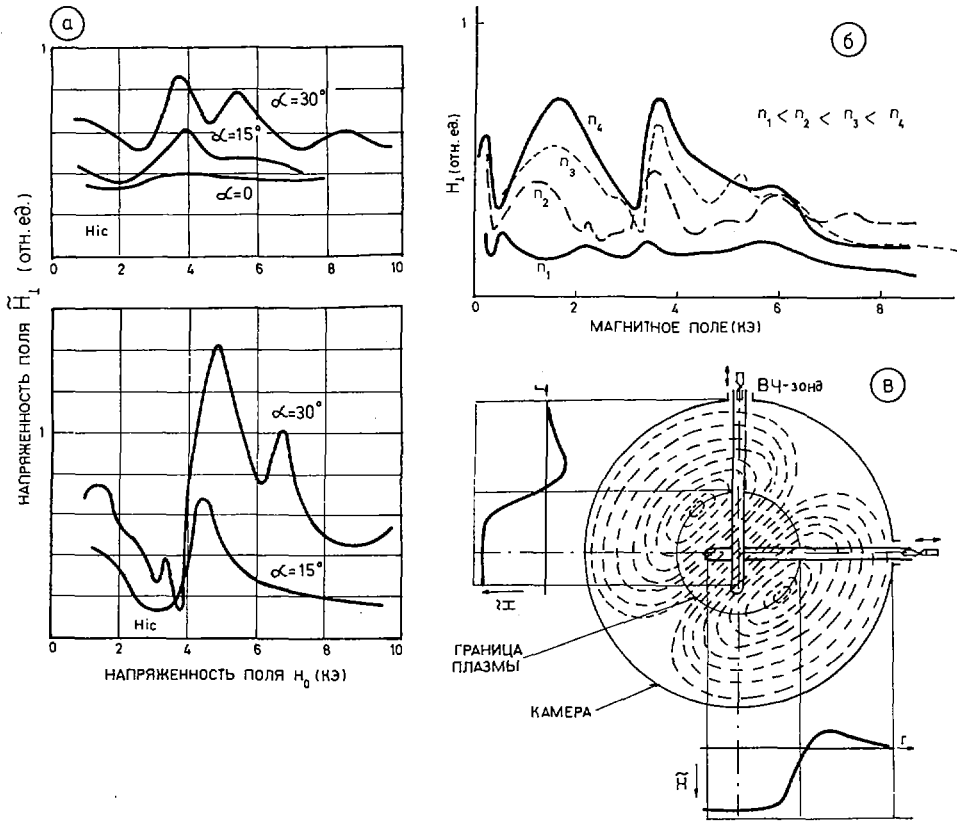 а
1
α=30°
α=15°
α=0
Hic
0 2 4 6 8 10
НАПРЯЖЕННОСТЬ ПОЛЯ H̃⊥ (ОТН. ЕД.)
1
α=30°
α=15°
Hic
0 2 4 6 8 10
НАПРЯЖЕННОСТЬ ПОЛЯ H₀ (КЭ)
б
1
H⊥ (отн. ед.)
n₁ < n₂ < n₃ < n₄
n₄
n₃
n₂
n₁
0 2 4 6 8
МАГНИТНОЕ ПОЛЕ (КЭ)
в
ВЧ-зонд
r
H̃
ГРАНИЦА
ПЛАЗМЫ
КАМЕРА
r
H̃